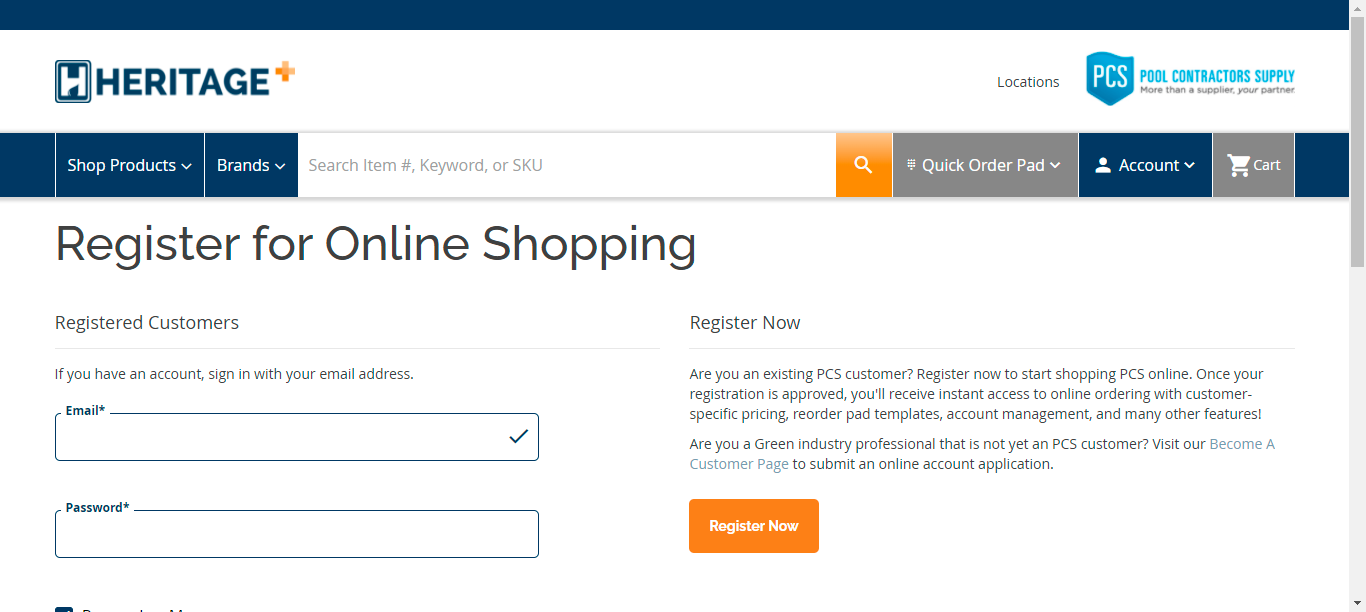 HERITAGE
Locations
PCS POOL CONTRACTORS SUPPLY
More than a supplier, your partner
Shop Products
Brands
Search Item #, Keyword, or SKU
Quick Order Pad
Account
Cart
Register for Online Shopping
Registered Customers
If you have an account, sign in with your email address.
Email*
Password*
Register Now
Are you an existing PCS customer? Register now to start shopping PCS online. Once your
registration is approved, you'll receive instant access to online ordering with customer-
specific pricing, reorder pad templates, account management, and many other features!
Are you a Green industry professional that is not yet an PCS customer? Visit our Become A
Customer Page to submit an online account application.
Register Now